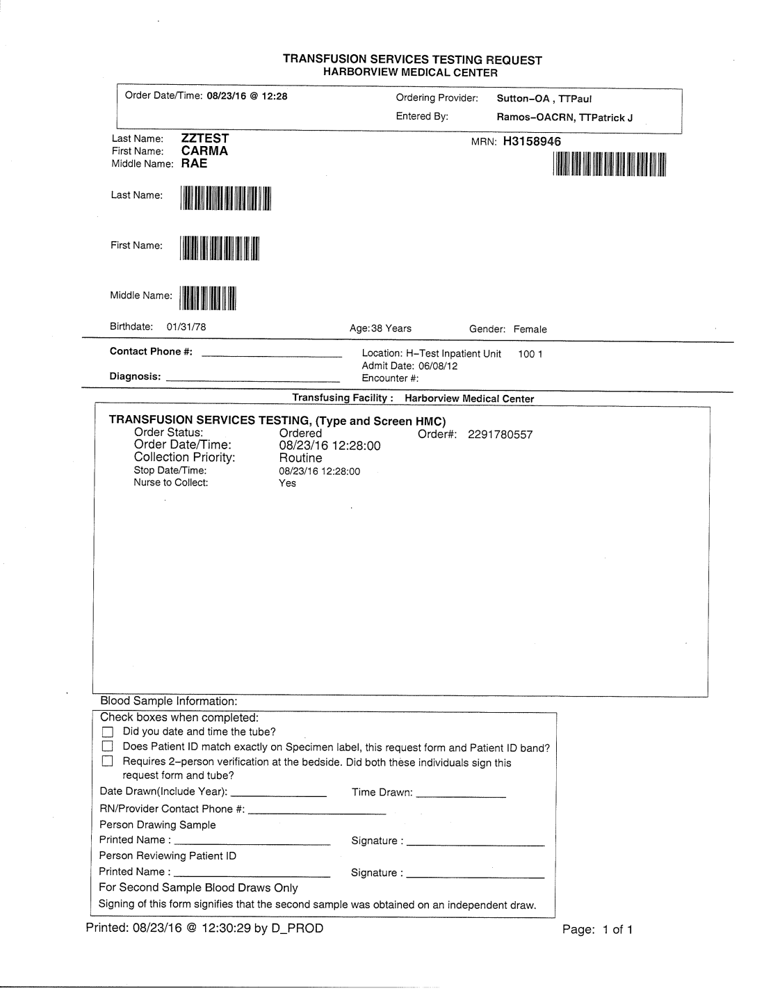 TRANSFUSION SERVICES TESTING REQUEST
HARBORVIEW MEDICAL CENTER
Order Date/Time: 08/23/16 @ 12:28 Ordering Provider: Sutton-OA , TTPaul
Entered By: Ramos-OACRN, TTPatrick J
Last Name: ZZTEST MRN: H3158946
First Name: CARMA
Middle Name: RAE
Last Name:
First Name:
Middle Name:
Birthdate: 01/31/78 Age:38 Years Gender: Female
Contact Phone #: Location: H-Test Inpatient Unit 100 1
Admit Date: 06/08/12
Diagnosis: Encounter #:
Transfusing Facility : Harborview Medical Center
TRANSFUSION SERVICES TESTING, (Type and Screen HMC)
Order Status: Ordered Order#: 2291780557
Order Date/Time: 08/23/16 12:28:00
Collection Priority: Routine
Stop Date/Time: 08/23/16 12:28:00
Nurse to Collect: Yes
Blood Sample Information:
Check boxes when completed:
Did you date and time the tube?
Does Patient ID match exactly on Specimen label, this request form and Patient ID band?
Requires 2-person verification at the bedside. Did both these individuals sign this
request form and tube?
Date Drawn(Include Year): Time Drawn:
RN/Provider Contact Phone #:
Person Drawing Sample
Printed Name : Signature :
Person Reviewing Patient ID
Printed Name : Signature :
For Second Sample Blood Draws Only
Signing of this form signifies that the second sample was obtained on an independent draw.
Printed: 08/23/16 @ 12:30:29 by D_PROD Page: 1 of 1